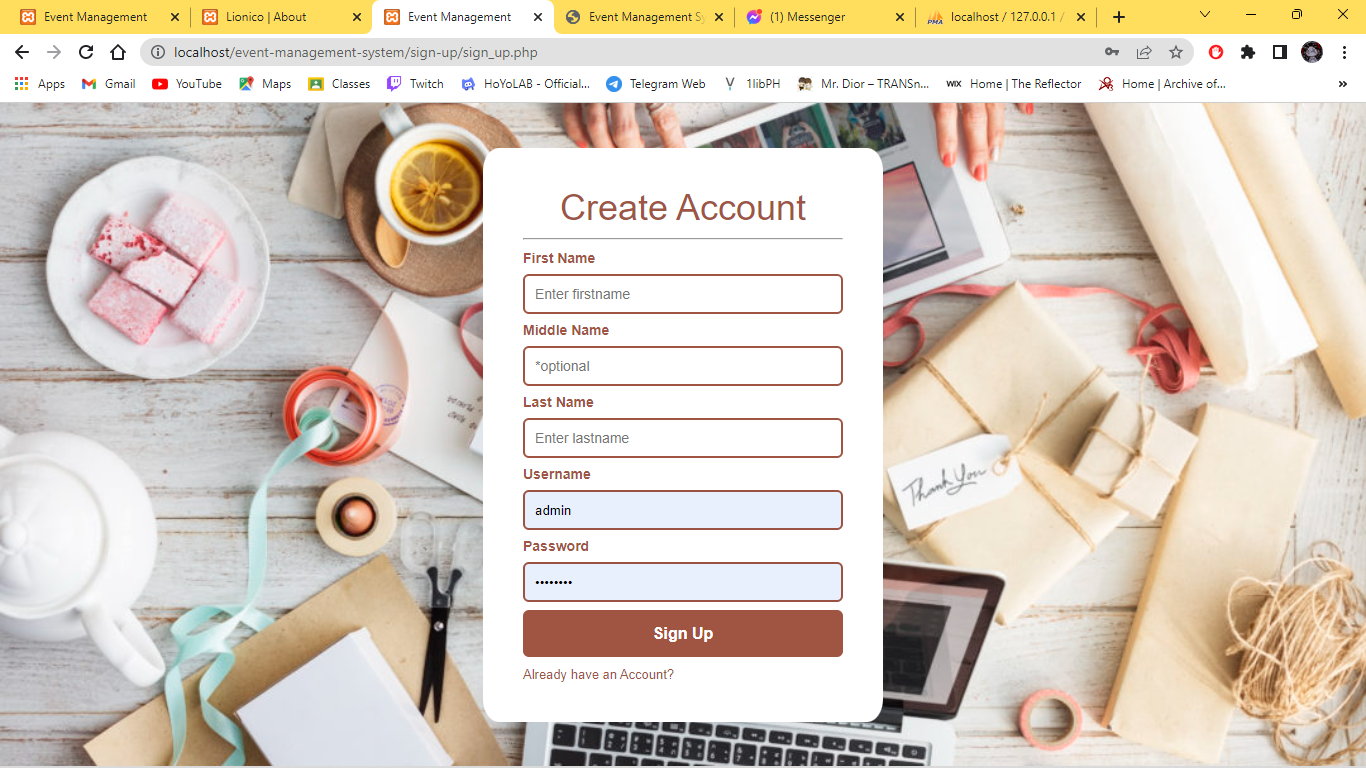 Event Management
Lionico | About
Event Management
Event Management Sy
(1) Messenger
localhost / 127.0.0.1 /
localhost/event-management-system/sign-up/sign_up.php
Apps
Gmail
YouTube
Maps
Classes
Twitch
HoYoLAB - Official...
Telegram Web
1libPH
Mr. Dior – TRANSn...
WIX
Home | The Reflector
Home | Archive of...
Create Account
First Name
Enter firstname
Middle Name
*optional
Last Name
Enter lastname
Username
admin
Password
••••••••
Sign Up
Already have an Account?
Thank You